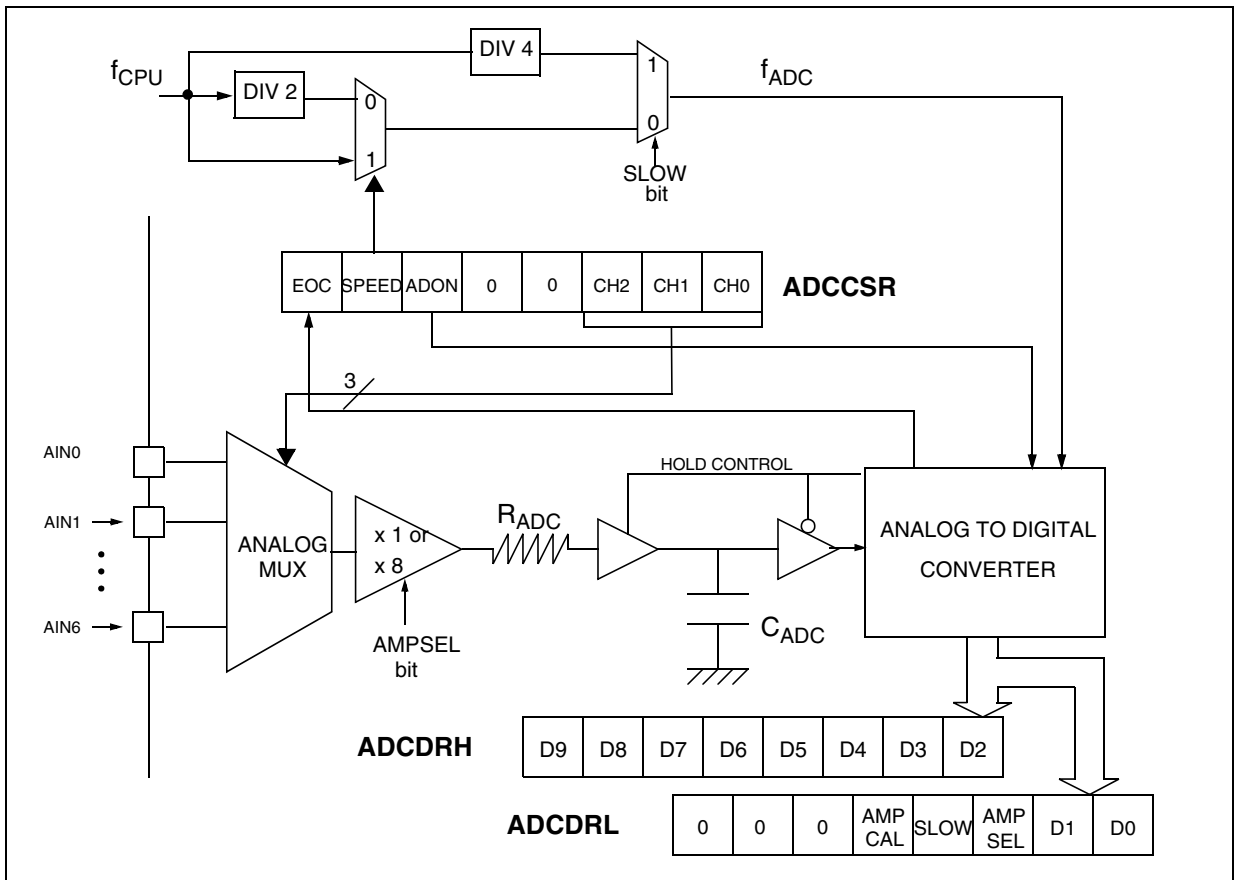 DIV 4
fCPU
DIV 2
0
1
1
0
fADC
SLOW
bit
EOC SPEED ADON 0 0 CH2 CH1 CH0
ADCCSR
3
AIN0
AIN1
AIN6
ANALOG
MUX
x 1 or
x 8
AMPSEL
bit
RADC
HOLD CONTROL
CADC
ANALOG TO DIGITAL
CONVERTER
ADCDRH
D9 D8 D7 D6 D5 D4 D3 D2
ADCDRL
0 0 0 AMP CAL SLOW AMP SEL D1 D0